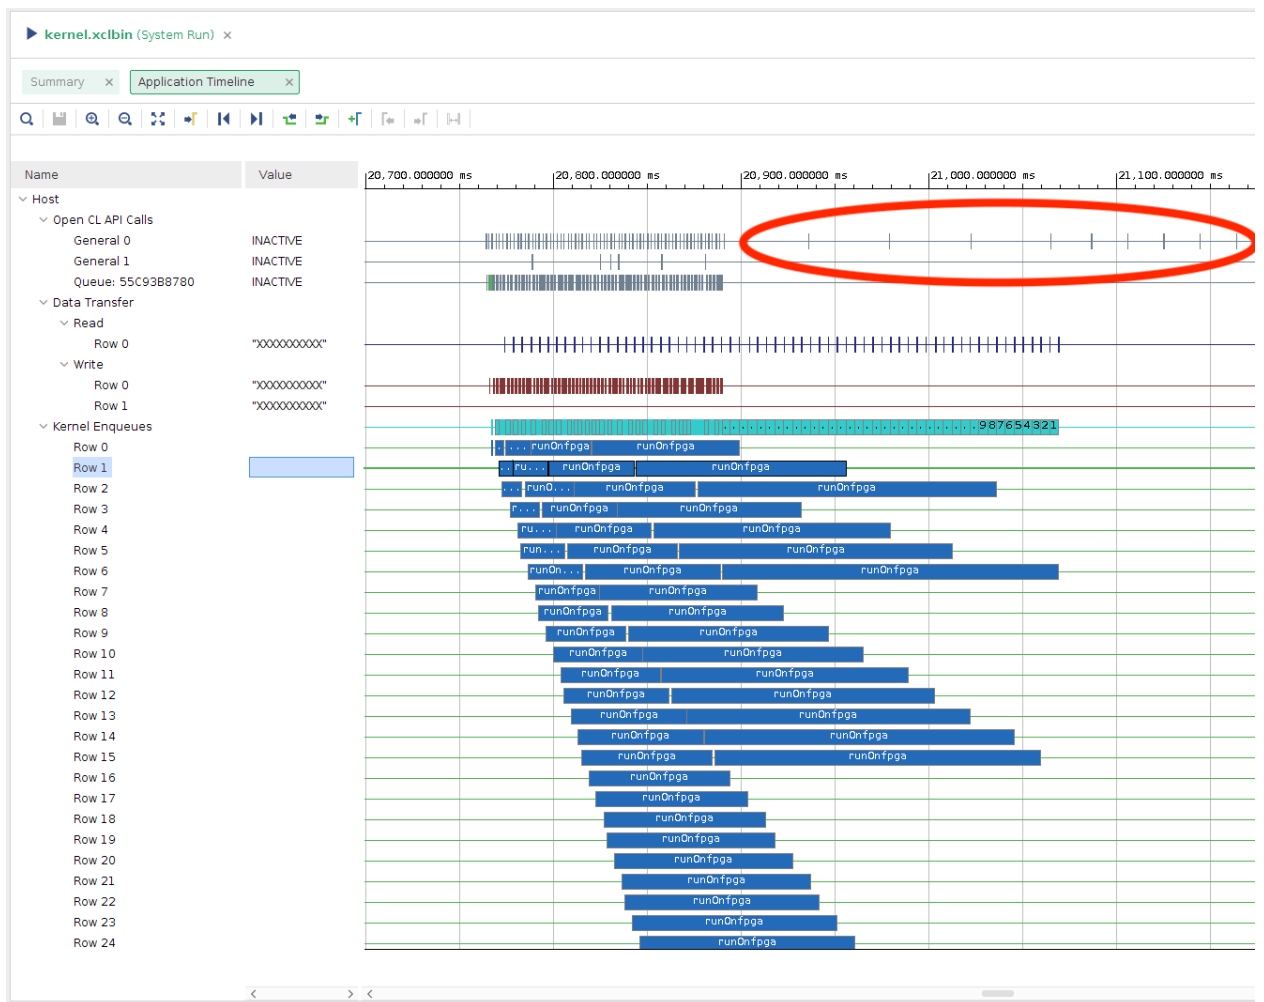 kernel.xclbin (System Run) ×
Summary × Application Timeline ×
Name Value 20,700.000000 ms 20,800.000000 ms 20,900.000000 ms 21,000.000000 ms 21,100.000000 ms
Host
Open CL API Calls
General 0 INACTIVE
General 1 INACTIVE
Queue: 55C93B8780 INACTIVE
Data Transfer
Read
Row 0 "XXXXXXXXXX"
Write
Row 0 "XXXXXXXXXX"
Row 1 "XXXXXXXXXX"
Kernel Enqueues 987654321
Row 0 . ... runOnfpga runOnfpga
Row 1 .. ru... runOnfpga runOnfpga
Row 2 ... runO... runOnfpga runOnfpga
Row 3 r... runOnfpga runOnfpga
Row 4 ru... runOnfpga runOnfpga
Row 5 run... runOnfpga runOnfpga
Row 6 runOn... runOnfpga runOnfpga
Row 7 runOnfpga runOnfpga
Row 8 runOnfpga runOnfpga
Row 9 runOnfpga runOnfpga
Row 10 runOnfpga runOnfpga
Row 11 runOnfpga runOnfpga
Row 12 runOnfpga runOnfpga
Row 13 runOnfpga runOnfpga
Row 14 runOnfpga runOnfpga
Row 15 runOnfpga runOnfpga
Row 16 runOnfpga
Row 17 runOnfpga
Row 18 runOnfpga
Row 19 runOnfpga
Row 20 runOnfpga
Row 21 runOnfpga
Row 22 runOnfpga
Row 23 runOnfpga
Row 24 runOnfpga